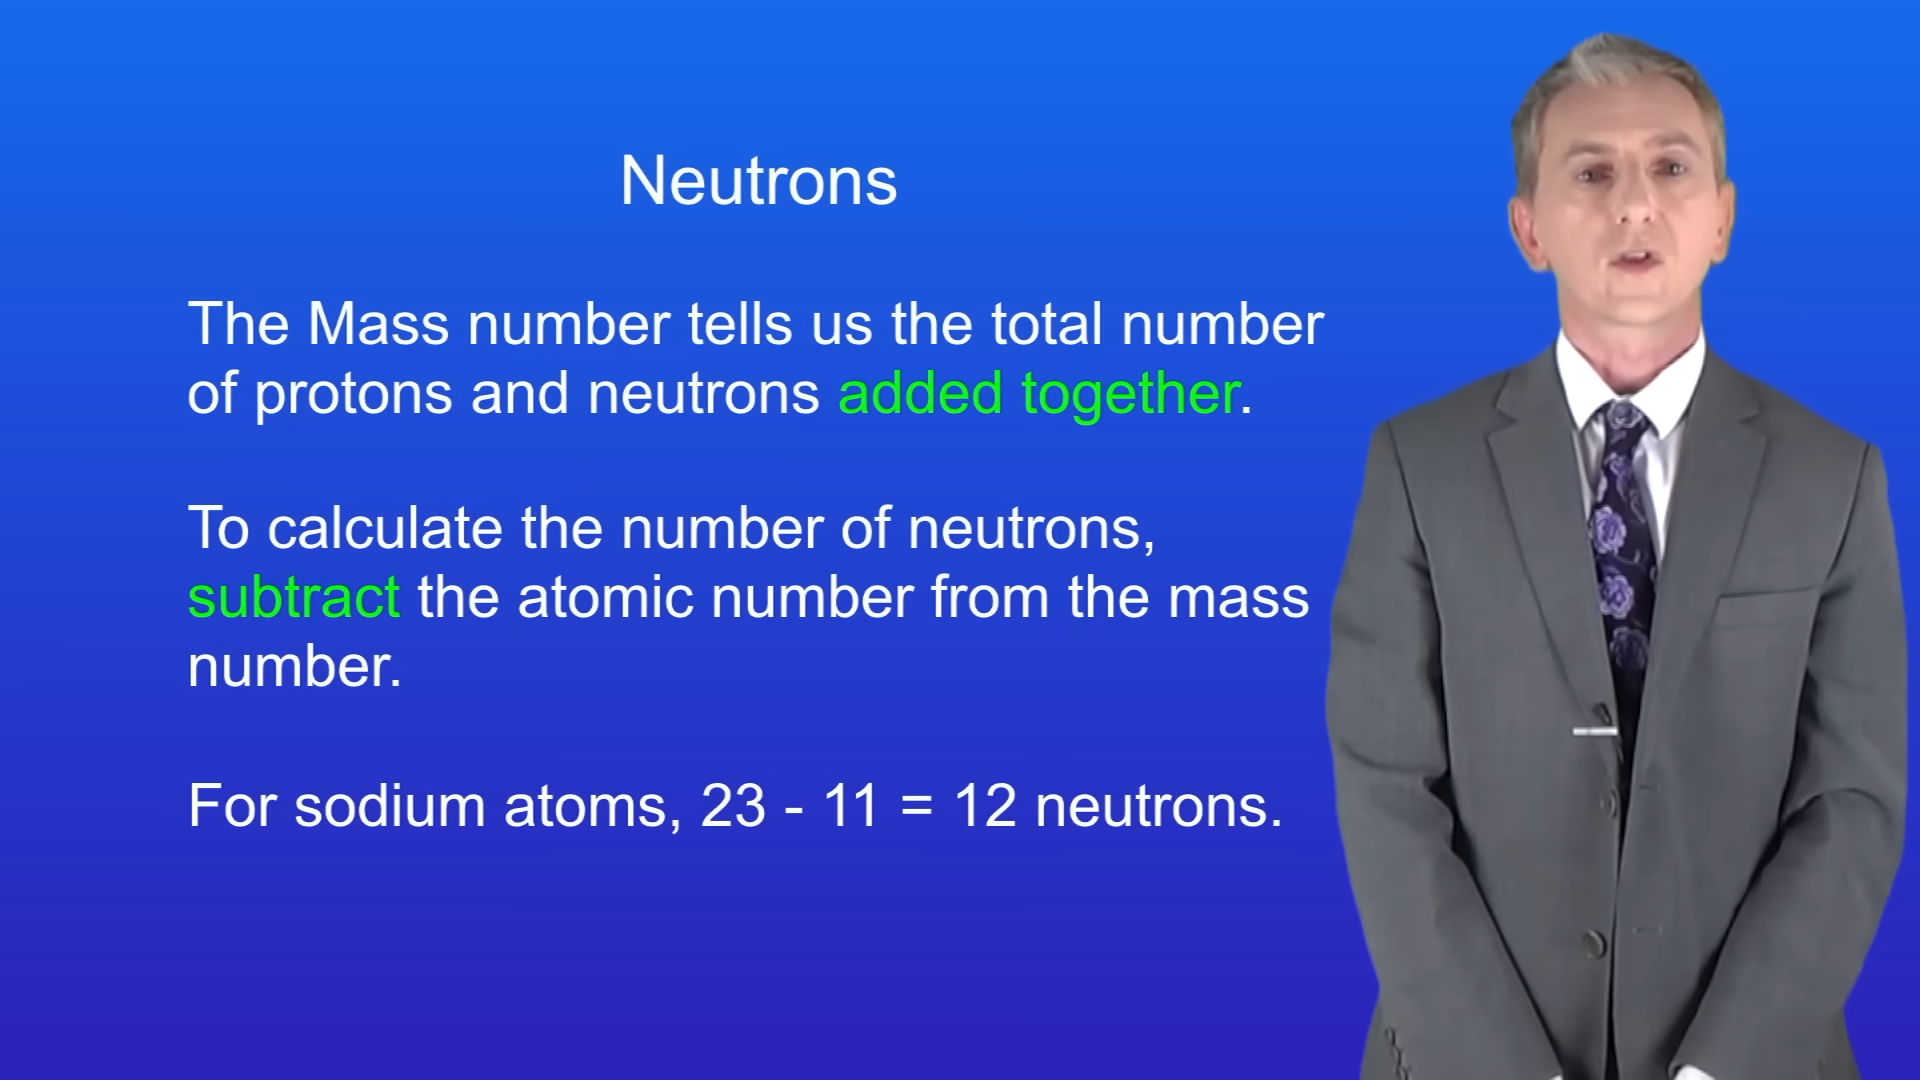 Neutrons
The Mass number tells us the total number
of protons and neutrons added together.
To calculate the number of neutrons,
subtract the atomic number from the mass
number.
For sodium atoms, 23 - 11 = 12 neutrons.